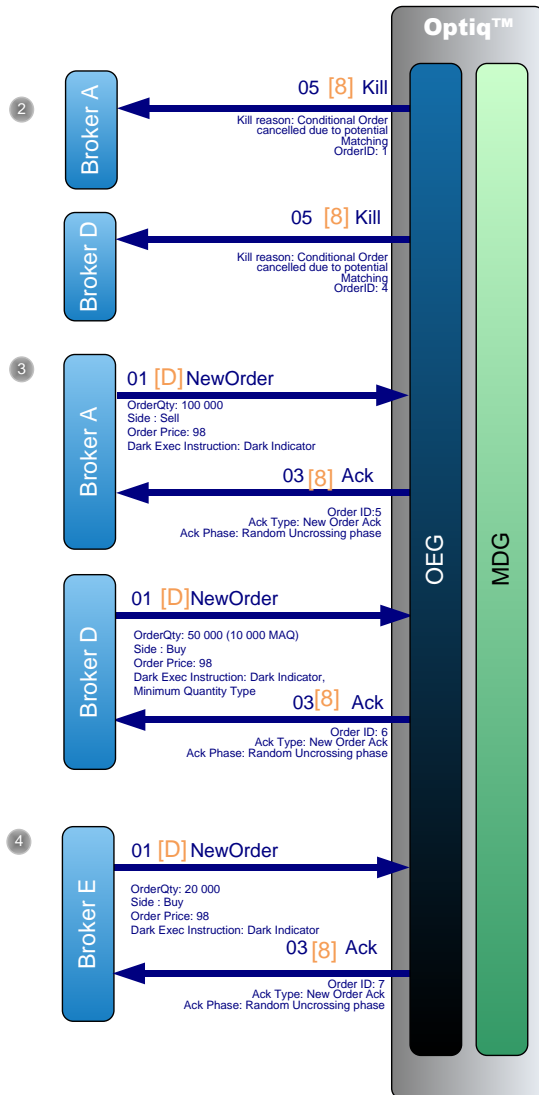 Optiq™
2
Broker A
05 [8] Kill
Kill reason: Conditional Order
cancelled due to potential
Matching
OrderID: 1
Broker D
05 [8] Kill
Kill reason: Conditional Order
cancelled due to potential
Matching
OrderID: 4
3
Broker A
01 [D] NewOrder
OrderQty: 100 000
Side : Sell
Order Price: 98
Dark Exec Instruction: Dark Indicator
03 [8] Ack
Order ID:5
Ack Type: New Order Ack
Ack Phase: Random Uncrossing phase
OEG
MDG
Broker D
01 [D] NewOrder
OrderQty: 50 000 (10 000 MAQ)
Side : Buy
Order Price: 98
Dark Exec Instruction: Dark Indicator,
Minimum Quantity Type
03 [8] Ack
Order ID: 6
Ack Type: New Order Ack
Ack Phase: Random Uncrossing phase
4
Broker E
01 [D] NewOrder
OrderQty: 20 000
Side : Buy
Order Price: 98
Dark Exec Instruction: Dark Indicator
03 [8] Ack
Order ID: 7
Ack Type: New Order Ack
Ack Phase: Random Uncrossing phase